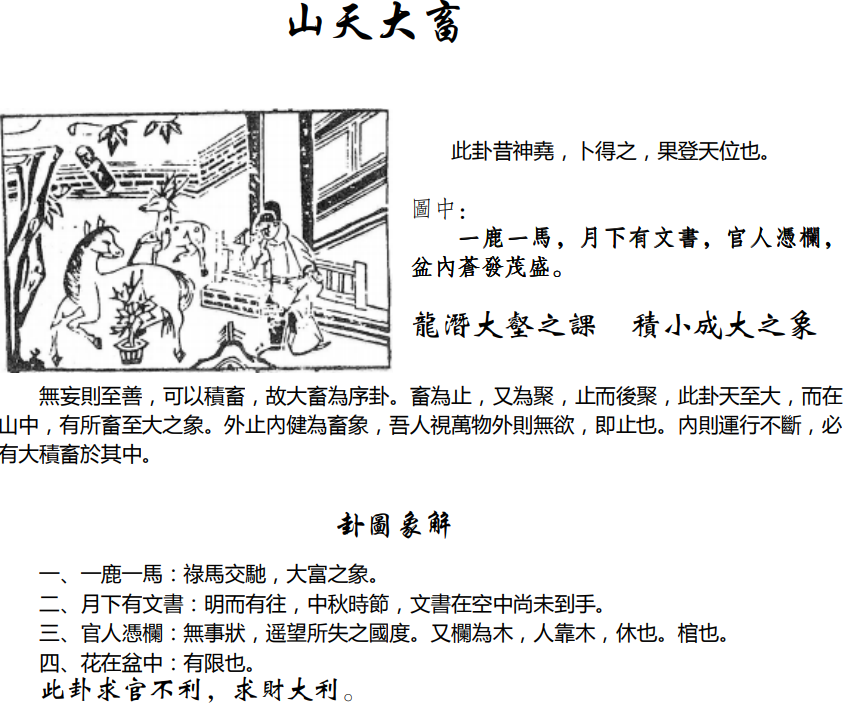 山天大畜
此卦昔神堯，卜得之，果登天位也。
圖中：
一鹿一馬，月下有文書，官人憑欄，
盆內蒼發茂盛。
龍潛大壑之課　積小成大之象
無妄則至善，可以積畜，故大畜為序卦。畜為止，又為聚，止而後聚，此卦天至大，而在
山中，有所畜至大之象。外止內健為畜象，吾人視萬物外則無欲，即止也。內則運行不斷，必
有大積畜於其中。
卦圖象解
一、一鹿一馬：祿馬交馳，大富之象。
二、月下有文書：明而有往，中秋時節，文書在空中尚未到手。
三、官人憑欄：無事狀，遥望所失之國度。又欄為木，人靠木，休也。棺也。
四、花在盆中：有限也。
此卦求官不利，求財大利。